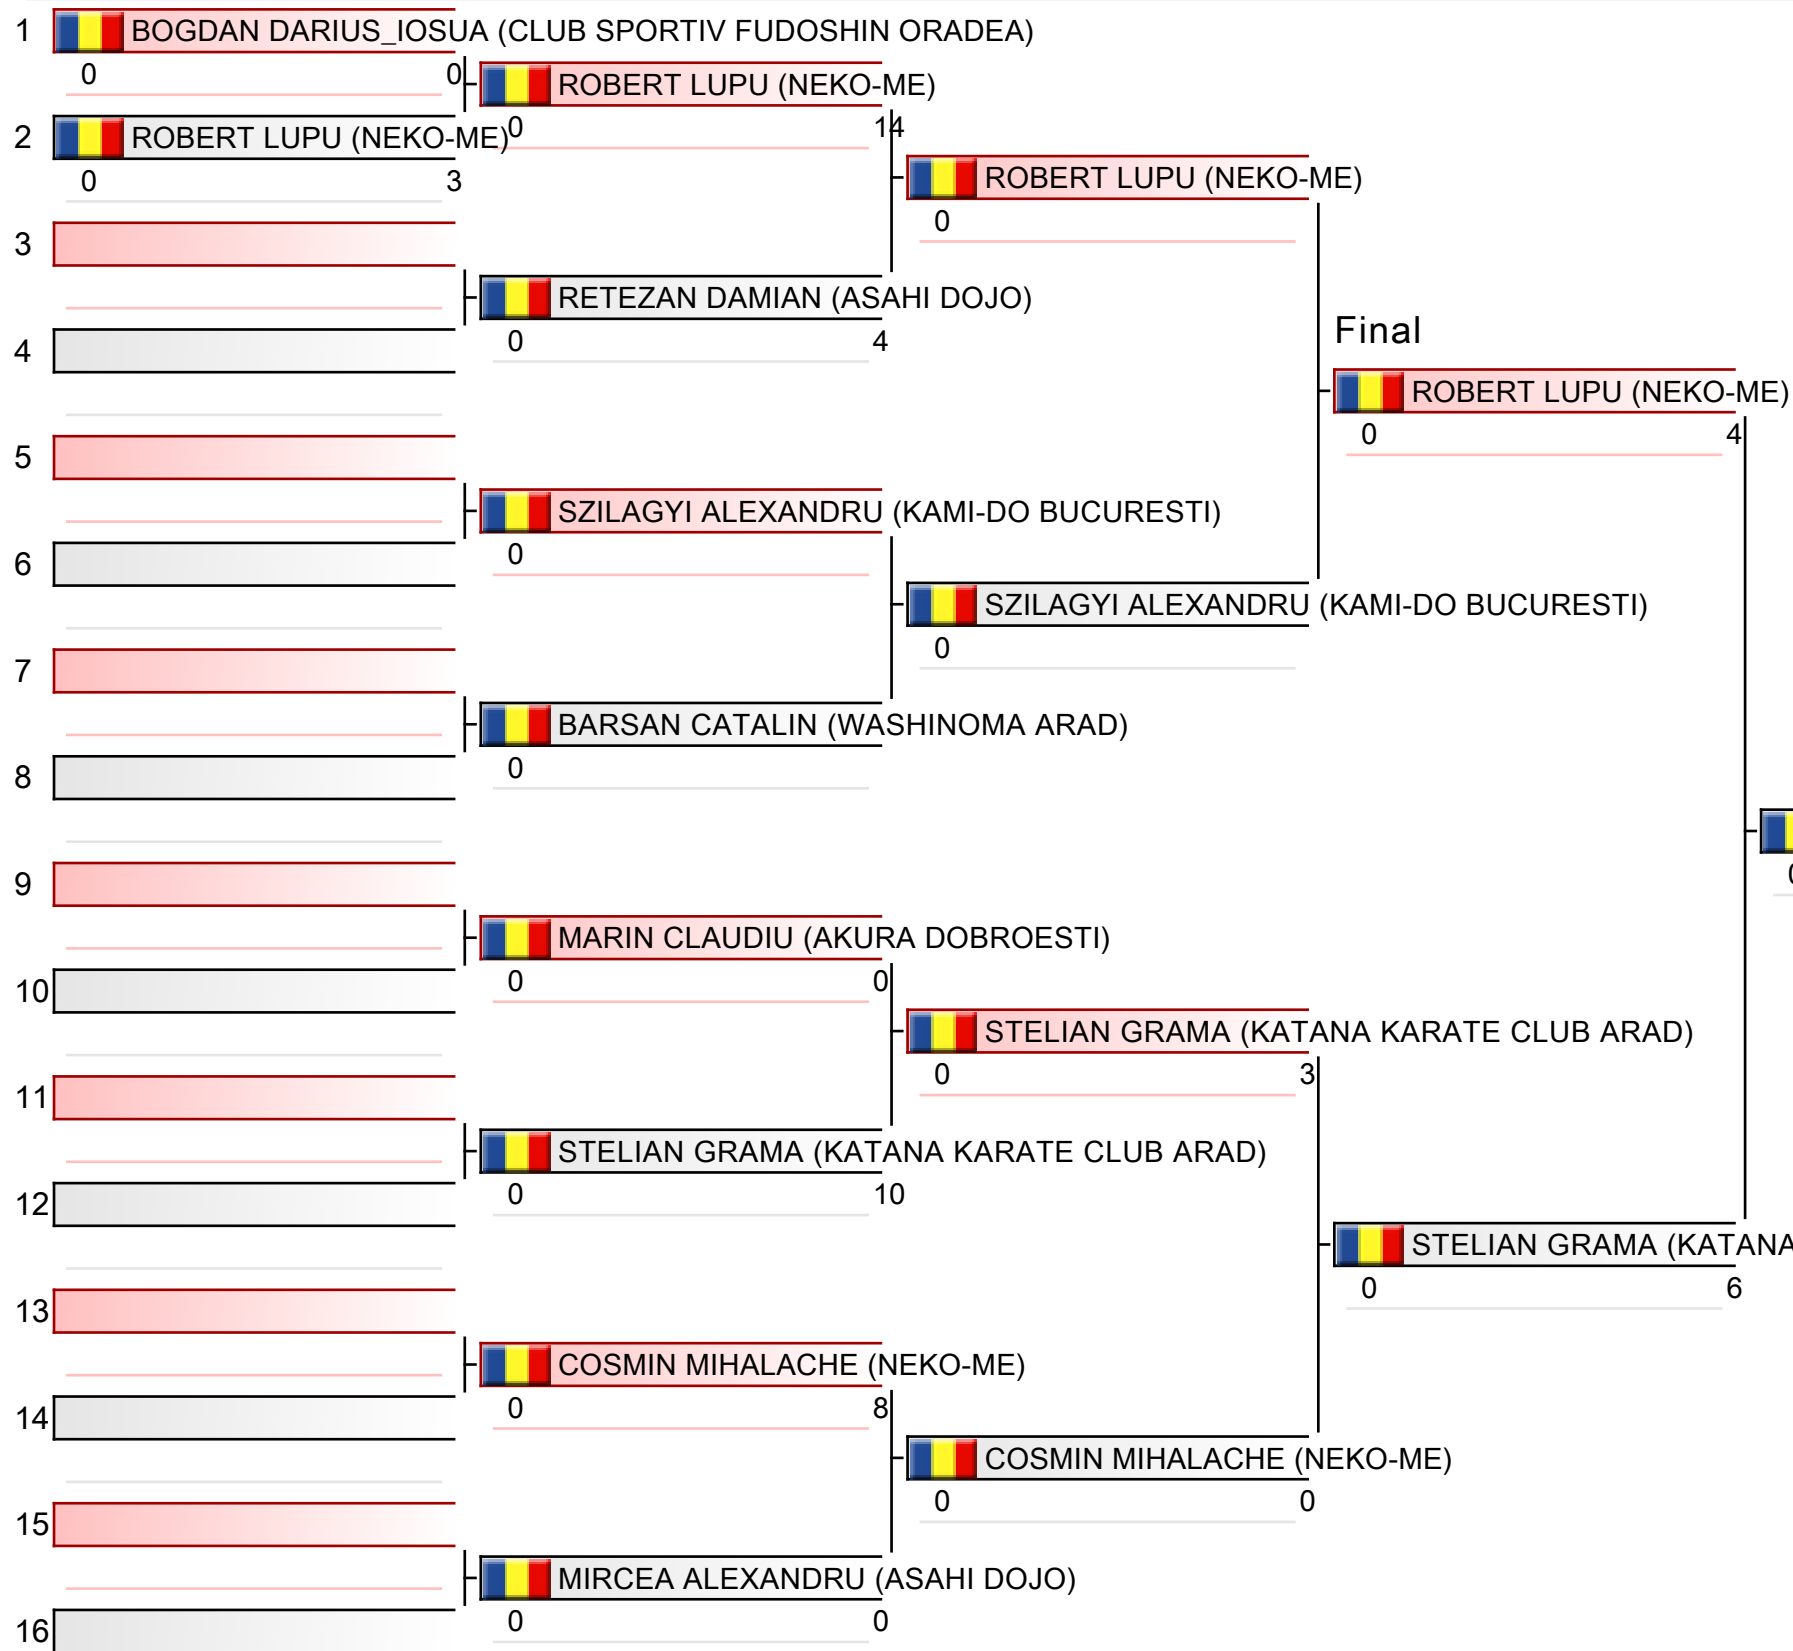 1 BOGDAN DARIUS_IOSUA (CLUB SPORTIV FUDOSHIN ORADEA)
0 0
ROBERT LUPU (NEKO-ME)
0 14
2 ROBERT LUPU (NEKO-ME)
0 3
ROBERT LUPU (NEKO-ME)
0
3
RETEZAN DAMIAN (ASAHI DOJO)
0 4
4
Final
ROBERT LUPU (NEKO-ME)
0 4
5
SZILAGYI ALEXANDRU (KAMI-DO BUCURESTI)
0
6
SZILAGYI ALEXANDRU (KAMI-DO BUCURESTI)
0
7
BARSAN CATALIN (WASHINOMA ARAD)
0
8
9
MARIN CLAUDIU (AKURA DOBROESTI)
0 0
10
STELIAN GRAMA (KATANA KARATE CLUB ARAD)
0 3
11
STELIAN GRAMA (KATANA KARATE CLUB ARAD)
0 10
12
STELIAN GRAMA (KATANA
0 6
13
COSMIN MIHALACHE (NEKO-ME)
0 8
14
COSMIN MIHALACHE (NEKO-ME)
0 0
15
MIRCEA ALEXANDRU (ASAHI DOJO)
0 0
16